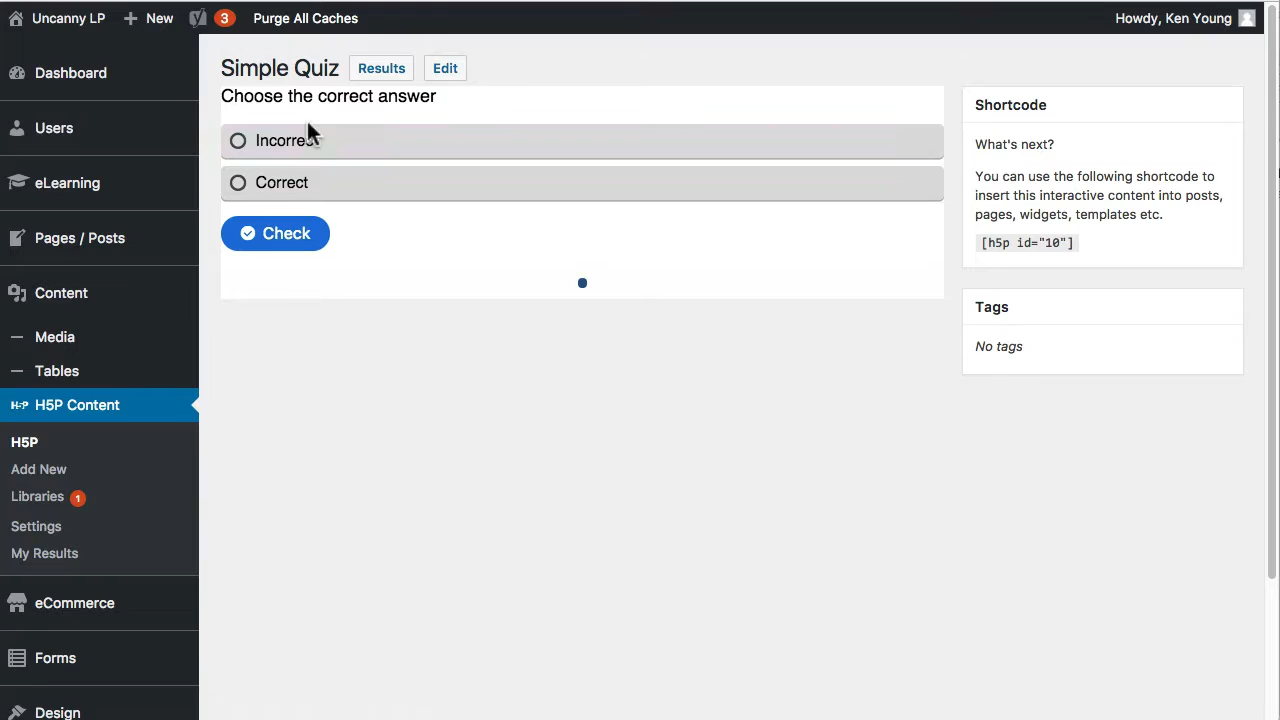 Uncanny LP
New
3
Purge All Caches
Howdy, Ken Young
Dashboard
Users
eLearning
Pages / Posts
Content
Media
Tables
H5P Content
H5P
Add New
Libraries 1
Settings
My Results
eCommerce
Forms
Design
Simple Quiz
Results
Edit
Choose the correct answer
Incorrect
Correct
Check
Shortcode
What's next?
You can use the following shortcode to
insert this interactive content into posts,
pages, widgets, templates etc.
[h5p id="10"]
Tags
No tags